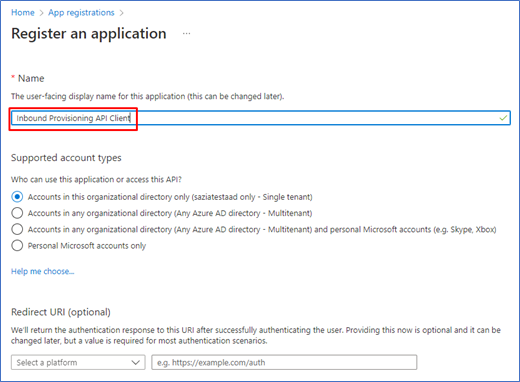 Home > App registrations >
Register an application ...
* Name
The user-facing display name for this application (this can be changed later).
Inbound Provisioning API Client
Supported account types
Who can use this application or access this API?
Accounts in this organizational directory only (saziatestaad only - Single tenant)
Accounts in any organizational directory (Any Azure AD directory - Multitenant)
Accounts in any organizational directory (Any Azure AD directory - Multitenant) and personal Microsoft accounts (e.g. Skype, Xbox)
Personal Microsoft accounts only
Help me choose...
Redirect URI (optional)
We'll return the authentication response to this URI after successfully authenticating the user. Providing this now is optional and it can be
changed later, but a value is required for most authentication scenarios.
Select a platform e.g. https://example.com/auth